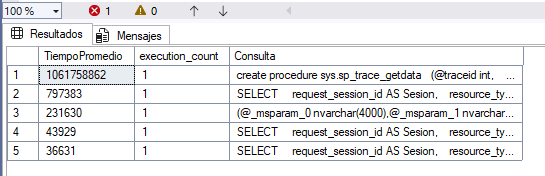 100 % 1 0
Resultados Mensajes
TiempoPromedio execution_count Consulta
1 1061758862 1 create procedure sys.sp_trace_getdata (@traceid int, ...
2 797383 1 SELECT request_session_id AS Sesion, resource_ty...
3 231630 1 (@_msparam_0 nvarchar(4000),@_msparam_1 nvarchar...
4 43929 1 SELECT request_session_id AS Sesion, resource_ty...
5 36631 1 SELECT request_session_id AS Sesion, resource_ty...